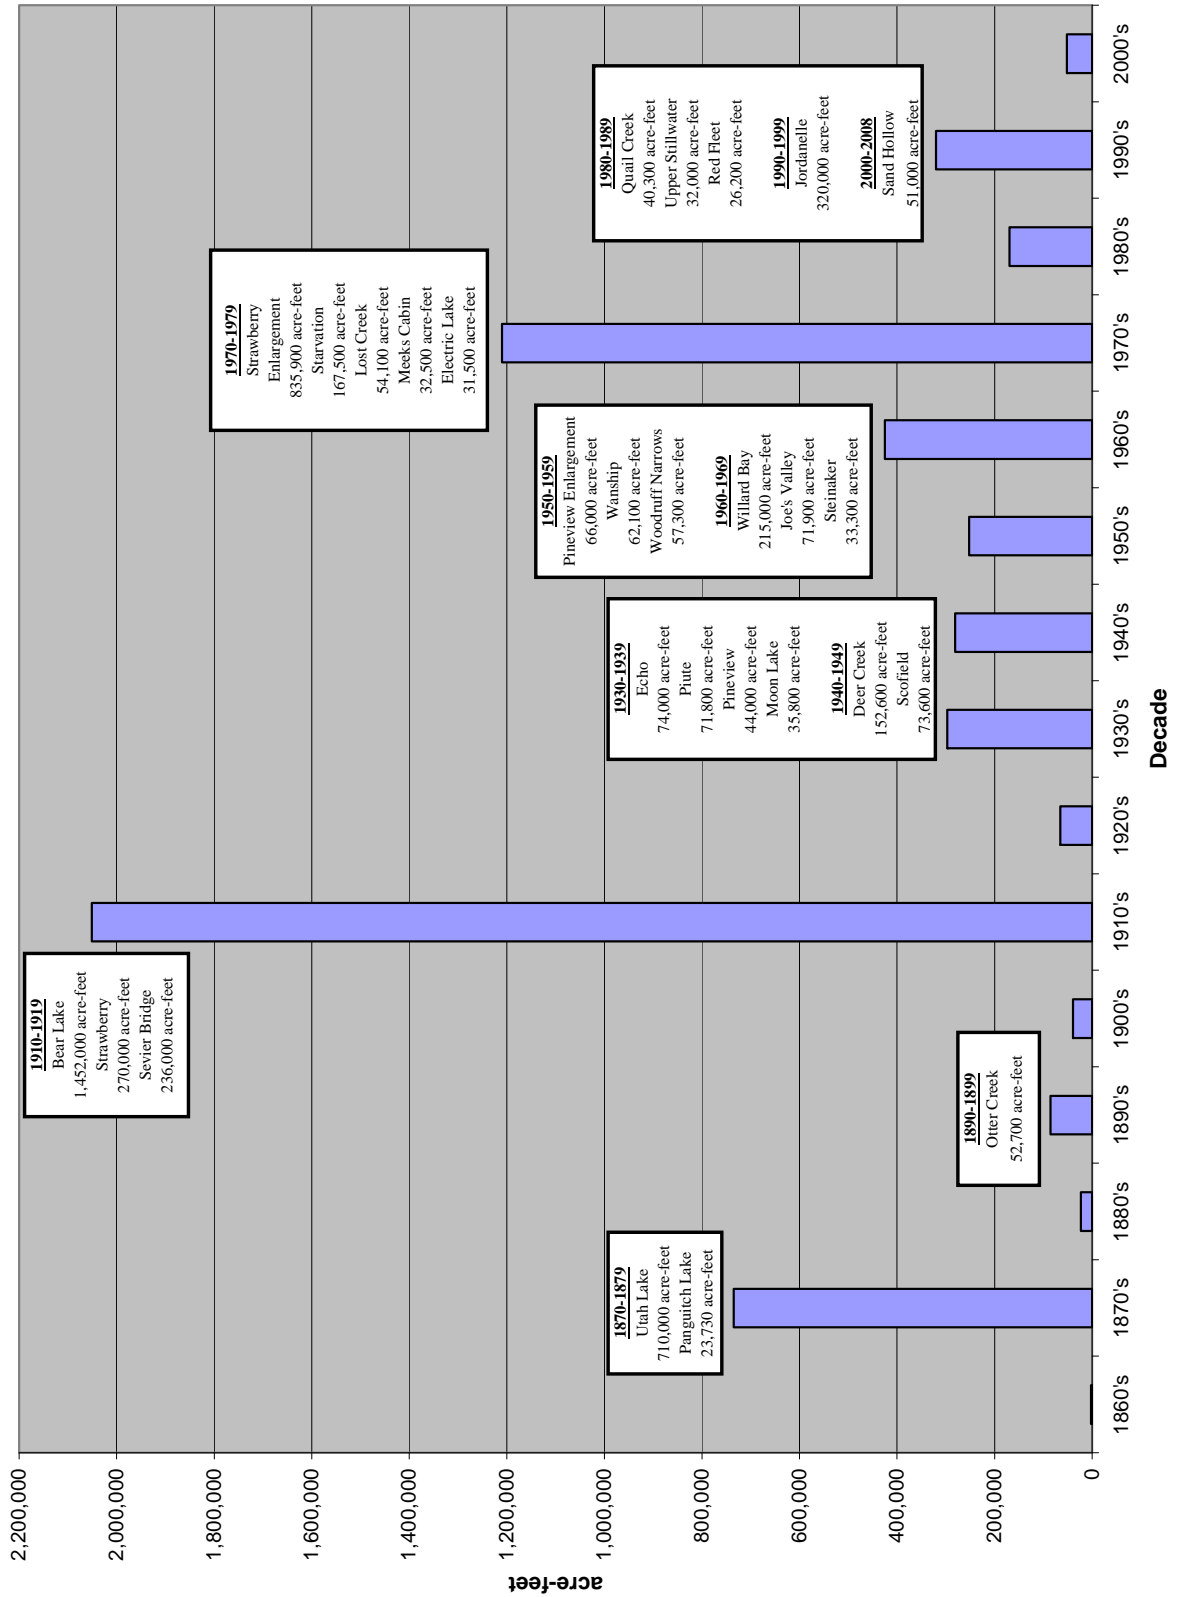 acre-feet
2,200,000
2,000,000
1,800,000
1,600,000
1,400,000
1,200,000
1,000,000
800,000
600,000
400,000
200,000
0
1870-1879
Utah Lake
710,000 acre-feet
Panguitch Lake
23,730 acre-feet
1890-1899
Otter Creek
52,700 acre-feet
1910-1919
Bear Lake
1,452,000 acre-feet
Strawberry
270,000 acre-feet
Sevier Bridge
236,000 acre-feet
1930-1939
Echo
74,000 acre-feet
Piute
71,800 acre-feet
Pineview
44,000 acre-feet
Moon Lake
35,800 acre-feet
1940-1949
Deer Creek
152,600 acre-feet
Scofield
73,600 acre-feet
1950-1959
Pineview Enlargement
66,000 acre-feet
Wanship
62,100 acre-feet
Woodruff Narrows
57,300 acre-feet
1960-1969
Willard Bay
215,000 acre-feet
Joe's Valley
71,900 acre-feet
Steinaker
33,300 acre-feet
1970-1979
Strawberry
Enlargement
835,900 acre-feet
Starvation
167,500 acre-feet
Lost Creek
54,100 acre-feet
Meeks Cabin
32,500 acre-feet
Electric Lake
31,500 acre-feet
1980-1989
Quail Creek
40,300 acre-feet
Upper Stillwater
32,000 acre-feet
Red Fleet
26,200 acre-feet
1990-1999
Jordanelle
320,000 acre-feet
2000-2008
Sand Hollow
51,000 acre-feet
1860's
1870's
1880's
1890's
1900's
1910's
1920's
1930's
1940's
1950's
1960's
1970's
1980's
1990's
2000's
Decade